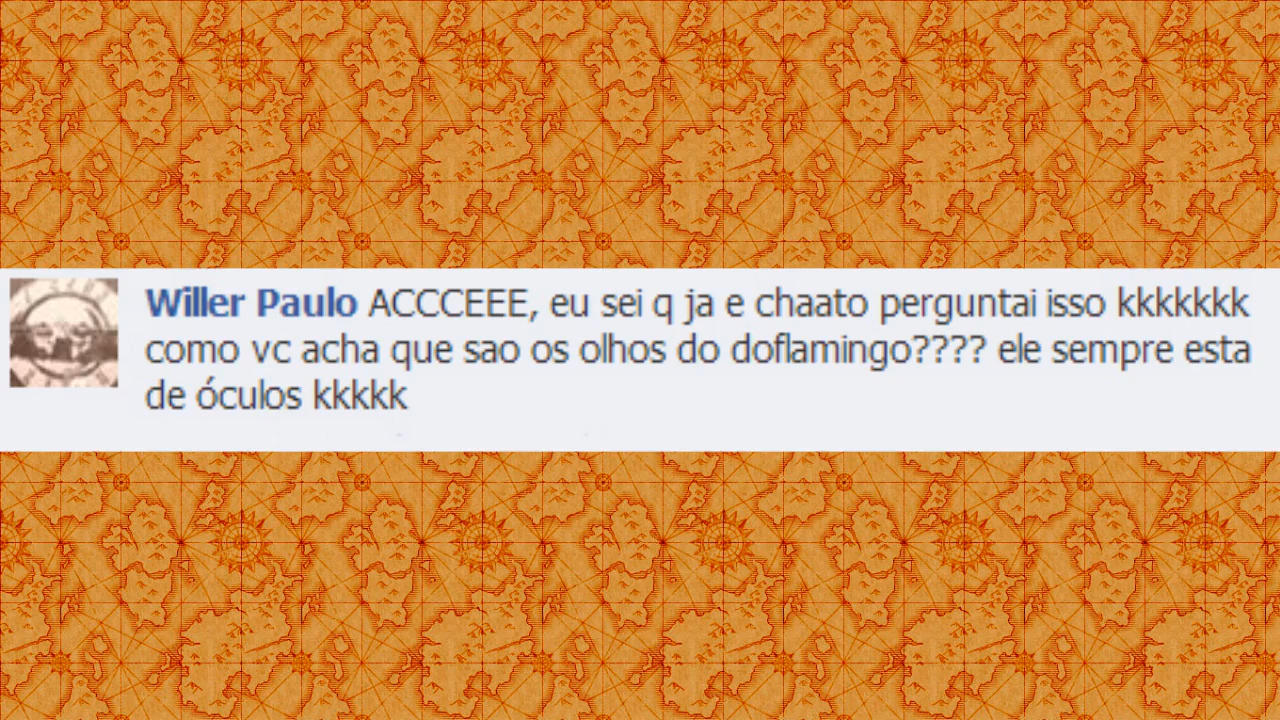 Willer Paulo ACCCEEE, eu sei q ja e chaato perguntai isso kkkkkkk
como vc acha que sao os olhos do doflamingo???? ele sempre esta
de óculos kkkkk